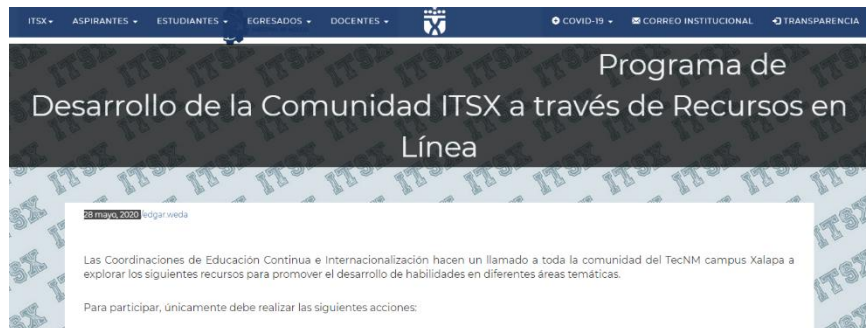 ITSX ASPIRANTES ESTUDIANTES EGRESADOS DOCENTES COVID-19 CORREO INSTITUCIONAL TRANSPARENCIA
Programa de
Desarrollo de la Comunidad ITSX a través de Recursos en
Línea
28 mayo, 2020 /edgar.weda
Las Coordinaciones de Educación Continua e Internacionalización hacen un llamado a toda la comunidad del TecNM campus Xalapa a
explorar los siguientes recursos para promover el desarrollo de habilidades en diferentes áreas temáticas.
Para participar, únicamente debe realizar las siguientes acciones: